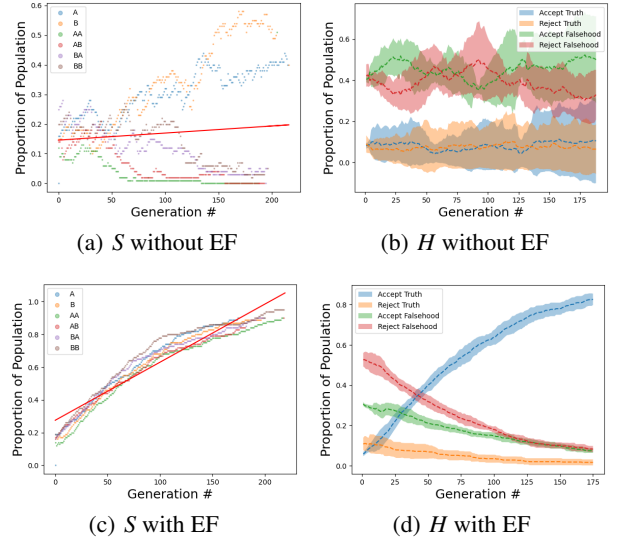 Proportion of Population
0.6
0.5
0.4
0.3
0.2
0.1
0.0
A
B
AA
AB
BA
BB
0
50
100
150
200
Generation #
(a) S without EF
Proportion of Population
0.6
0.4
0.2
0.0
Accept Truth
Reject Truth
Accept Falsehood
Reject Falsehood
0
25
50
75
100
125
150
175
Generation #
(b) H without EF
Proportion of Population
1.0
0.8
0.6
0.4
0.2
0.0
A
B
AA
AB
BA
BB
0
50
100
150
200
Generation #
(c) S with EF
Proportion of Population
0.8
0.6
0.4
0.2
0.0
Accept Truth
Reject Truth
Accept Falsehood
Reject Falsehood
0
25
50
75
100
125
150
175
Generation #
(d) H with EF